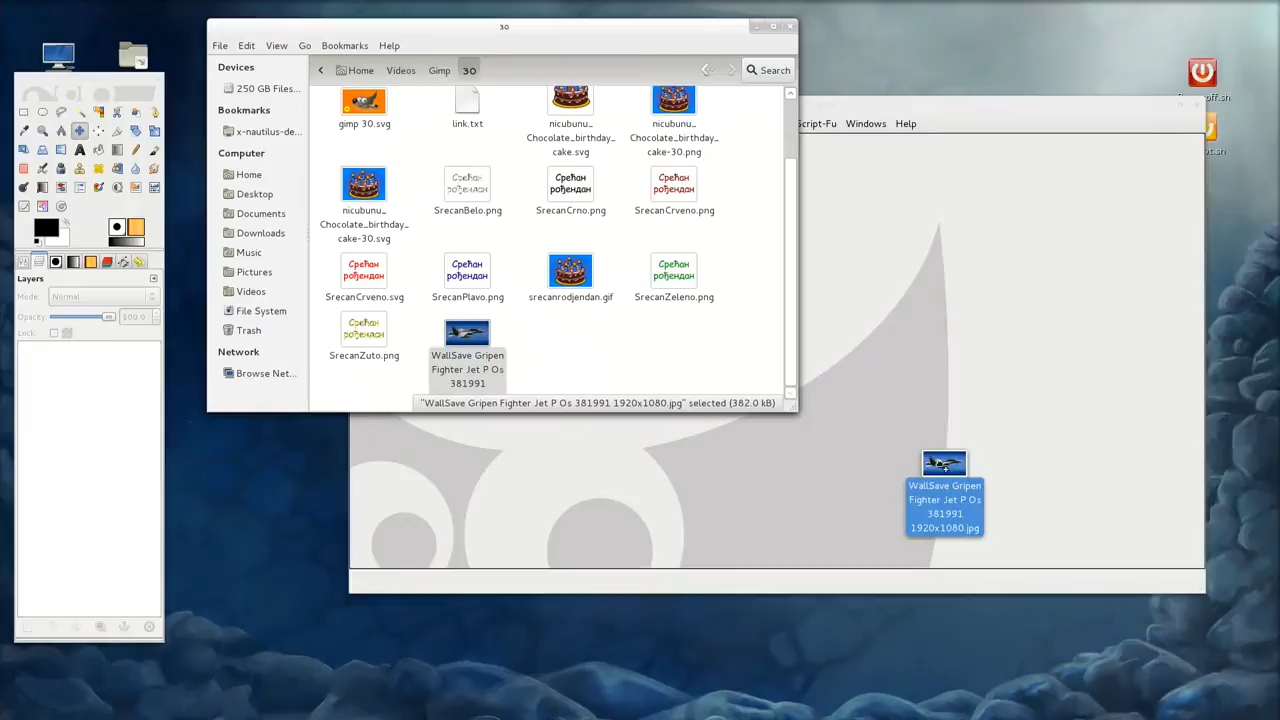 30
File Edit View Go Bookmarks Help
Devices
250 GB Files...
Bookmarks
x-nautilus-de...
Computer
Home
Desktop
Documents
Downloads
Music
Pictures
Videos
File System
Trash
Network
Browse Net...
Home Videos Gimp 30 Search
gimp 30.svg
link.txt
nicubunu_
Chocolate_birthday_
cake.svg
nicubunu_
Chocolate_birthday_
cake-30.png
nicubunu_
Chocolate_birthday_
cake-30.svg
Срећан
рођендан
SrecanBelo.png
Срећан
рођендан
SrecanCrno.png
Срећан
рођендан
SrecanCrveno.png
Срећан
рођендан
SrecanCrveno.svg
Срећан
рођендан
SrecanPlavo.png
srecanrodjendan.gif
Срећан
рођендан
SrecanZeleno.png
Срећан
рођендан
SrecanZuto.png
WallSave Gripen
Fighter Jet P Os
381991
"WallSave Gripen Fighter Jet P Os 381991 1920x1080.jpg" selected (382.0 kB)
Script-Fu Windows Help
WallSave Gripen
Fighter Jet P Os
381991
1920x1080.jpg
Layers
Mode: Normal
Opacity: 100.0
Lock: